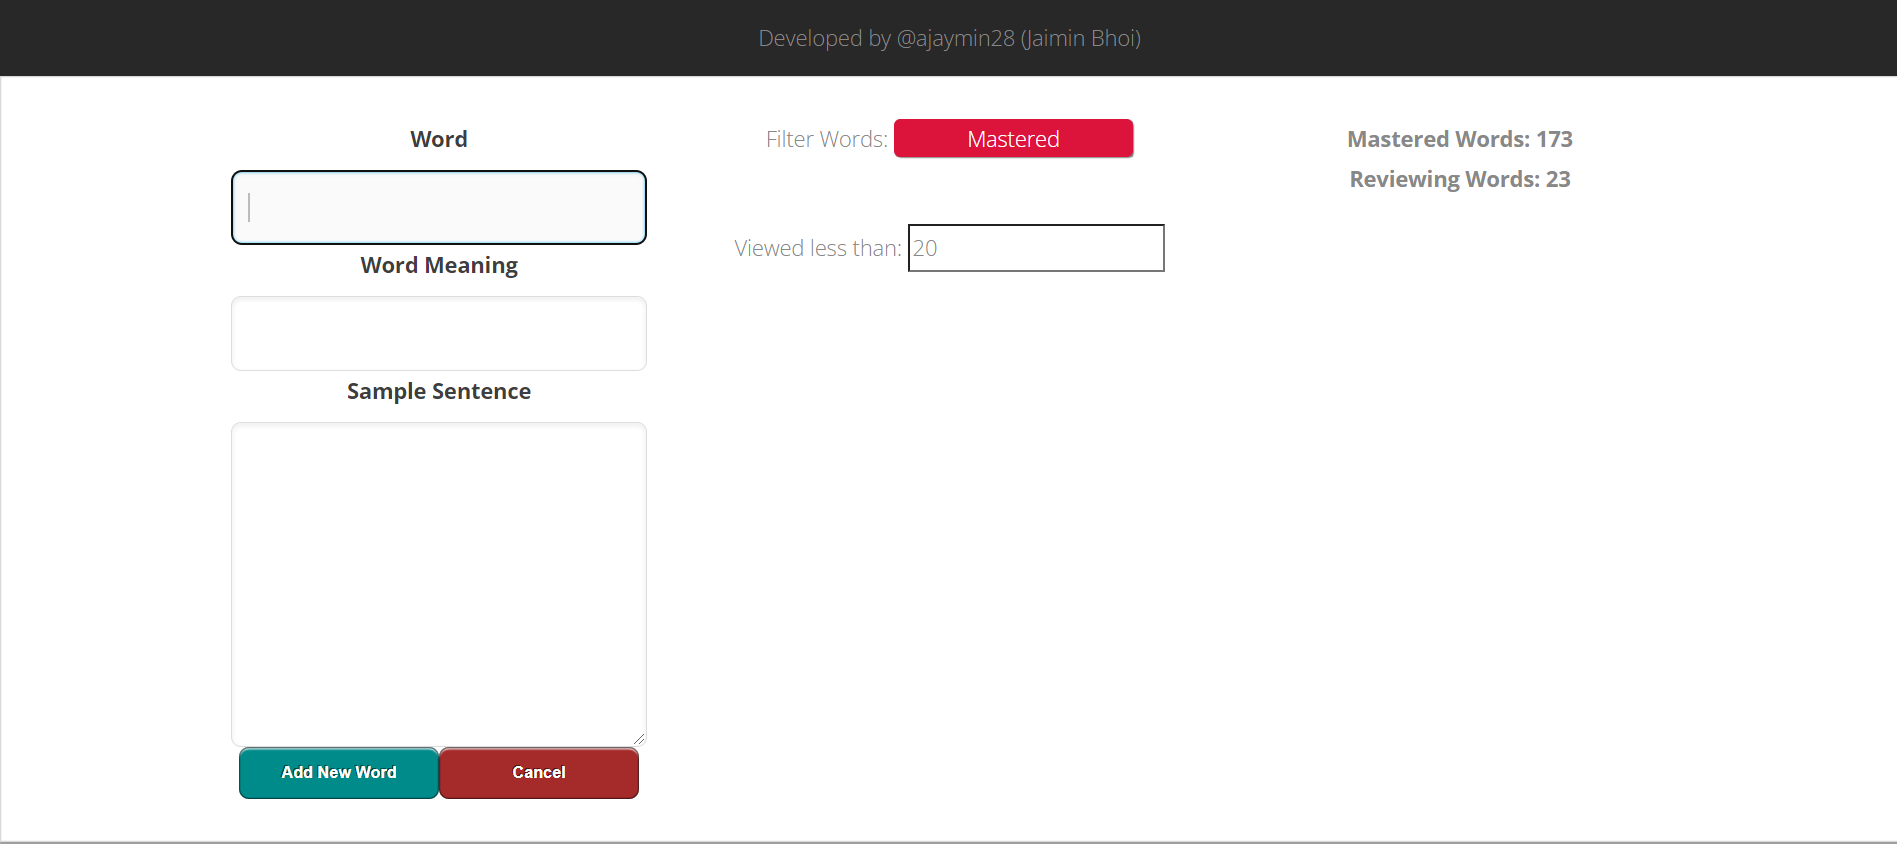 Developed by @ajaymin28 (Jaimin Bhoi)
Word
Word Meaning
Sample Sentence
Add New Word
Cancel
Filter Words: Mastered
Viewed less than: 20
Mastered Words: 173
Reviewing Words: 23